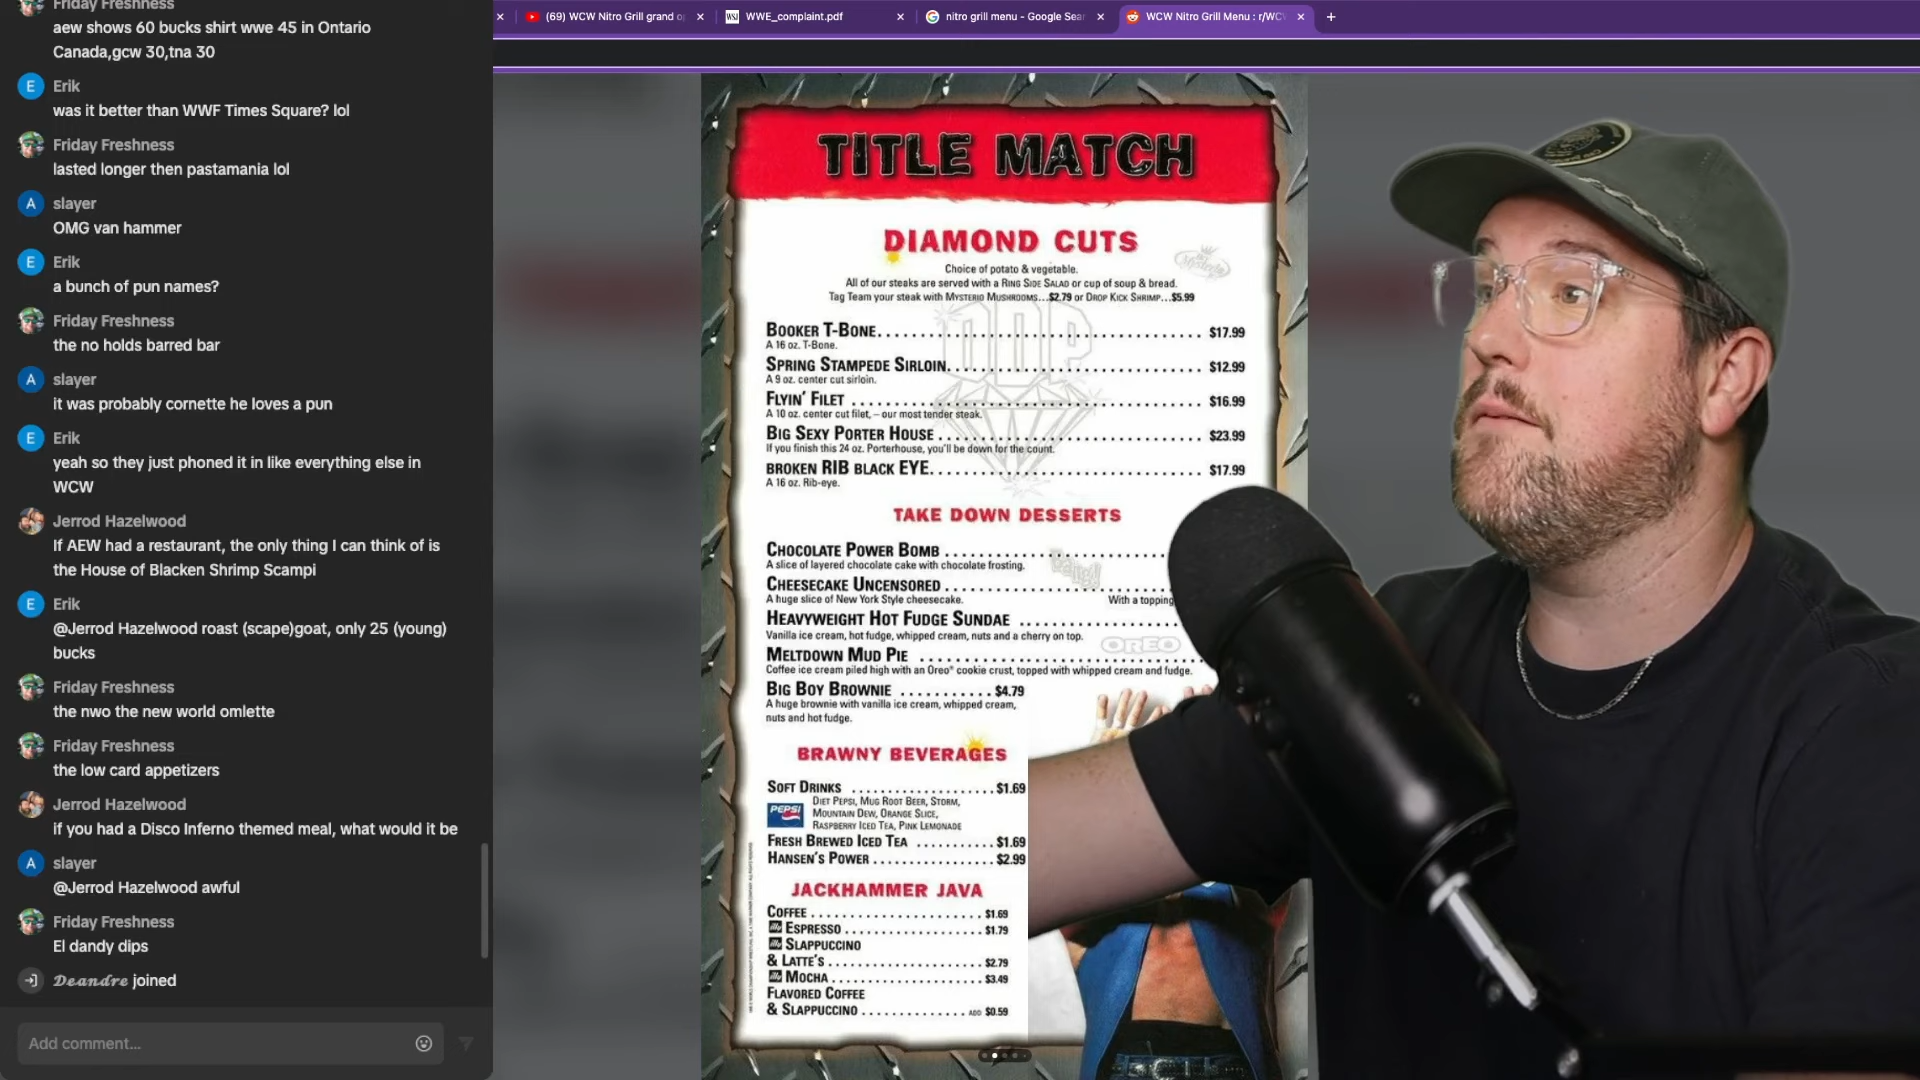 Friday Freshness
aew shows 60 bucks shirt wwe 45 in Ontario
Canada,gcw 30,tna 30
E Erik
was it better than WWF Times Square? lol
Friday Freshness
lasted longer then pastamania lol
A slayer
OMG van hammer
E Erik
a bunch of pun names?
Friday Freshness
the no holds barred bar
A slayer
it was probably cornette he loves a pun
E Erik
yeah so they just phoned it in like everything else in
WCW
Jerrod Hazelwood
If AEW had a restaurant, the only thing I can think of is
the House of Blacken Shrimp Scampi
E Erik
@Jerrod Hazelwood roast (scape)goat, only 25 (young)
bucks
Friday Freshness
the nwo the new world omlette
Friday Freshness
the low card appetizers
Jerrod Hazelwood
if you had a Disco Inferno themed meal, what would it be
A slayer
@Jerrod Hazelwood awful
Friday Freshness
El dandy dips
Deandre joined
Add comment...
(69) WCW Nitro Grill grand o
WSJ WWE_complaint.pdf
nitro grill menu - Google Sear
WCW Nitro Grill Menu : r/WC
TITLE MATCH
DIAMOND CUTS
Choice of potato & vegetable.
All of our steaks are served with a RING SIDE SALAD or cup of soup & bread.
Tag Team your steak with MYSTERIO MUSHROOMS...$2.79 or DROP KICK SHRIMP...$5.99
DDP
BOOKER T-BONE. $17.99
A 16 oz. T-Bone.
SPRING STAMPEDE SIRLOIN. $12.99
A 9 oz. center cut sirloin.
FLYIN' FILET $16.99
A 10 oz. center cut filet, – our most tender steak.
BIG SEXY PORTER HOUSE $23.99
If you finish this 24 oz. Porterhouse, you'll be down for the count.
BROKEN RIB BLACK EYE. $17.99
A 16 oz. Rib-eye.
TAKE DOWN DESSERTS
CHOCOLATE POWER BOMB
A slice of layered chocolate cake with chocolate frosting.
CHEESECAKE UNCENSORED
A huge slice of New York Style cheesecake. With a topping
HEAVYWEIGHT HOT FUDGE SUNDAE
Vanilla ice cream, hot fudge, whipped cream, nuts and a cherry on top.
OREO
MELTDOWN MUD PIE
Coffee ice cream piled high with an Oreo® cookie crust, topped with whipped cream and fudge.
BIG BOY BROWNIE $4.79
A huge brownie with vanilla ice cream, whipped cream,
nuts and hot fudge.
BRAWNY BEVERAGES
SOFT DRINKS $1.69
PEPSI DIET PEPSI, MUG ROOT BEER, STORM,
MOUNTAIN DEW, ORANGE SLICE,
RASPBERRY ICED TEA, PINK LEMONADE
FRESH BREWED ICED TEA $1.69
HANSEN'S POWER $2.99
JACKHAMMER JAVA
COFFEE $1.69
illy ESPRESSO $1.79
illy SLAPPUCCINO
& LATTE'S $2.79
illy MOCHA $3.49
FLAVORED COFFEE
& SLAPPUCCINO ADD $0.59